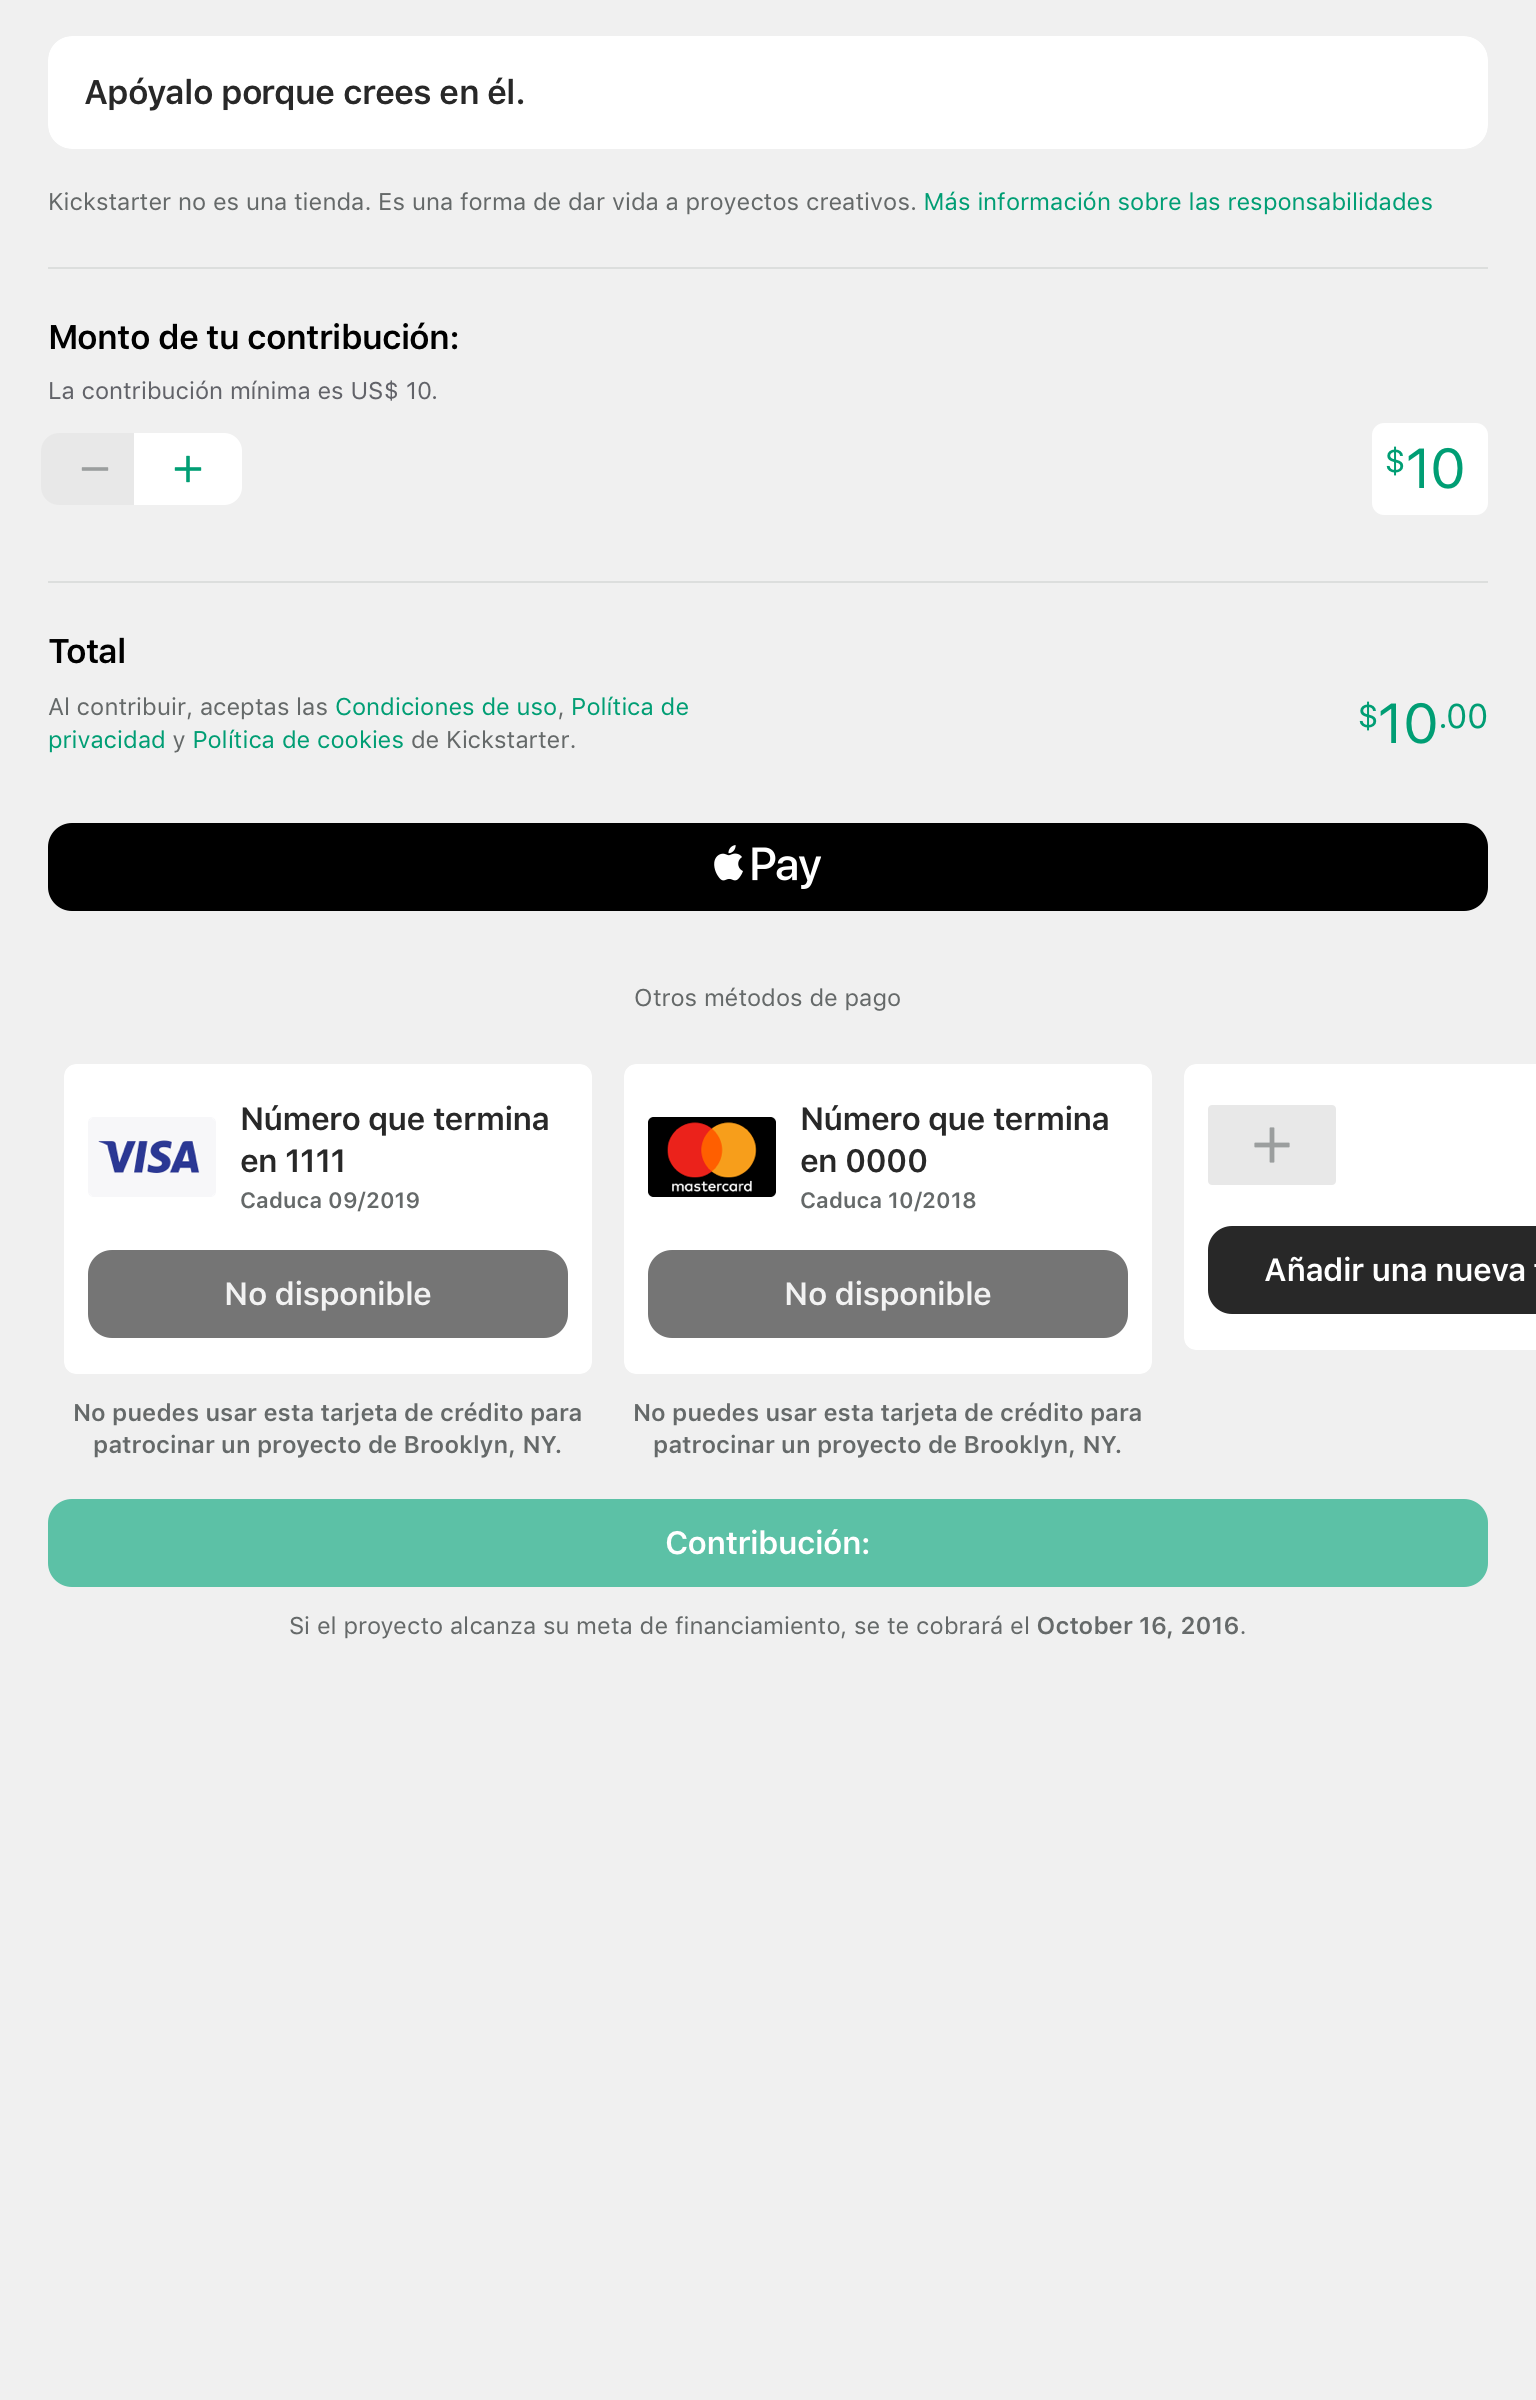 Apóyalo porque crees en él.
Kickstarter no es una tienda. Es una forma de dar vida a proyectos creativos. Más información sobre las responsabilidades
Monto de tu contribución:
La contribución mínima es US$ 10.
$10
Total
Al contribuir, aceptas las Condiciones de uso, Política de
privacidad y Política de cookies de Kickstarter.
$10.00
Pay
Otros métodos de pago
VISA
Número que termina
en 1111
Caduca 09/2019
No disponible
No puedes usar esta tarjeta de crédito para
patrocinar un proyecto de Brooklyn, NY.
mastercard
Número que termina
en 0000
Caduca 10/2018
No disponible
No puedes usar esta tarjeta de crédito para
patrocinar un proyecto de Brooklyn, NY.
Añadir una nueva
Contribución:
Si el proyecto alcanza su meta de financiamiento, se te cobrará el October 16, 2016.